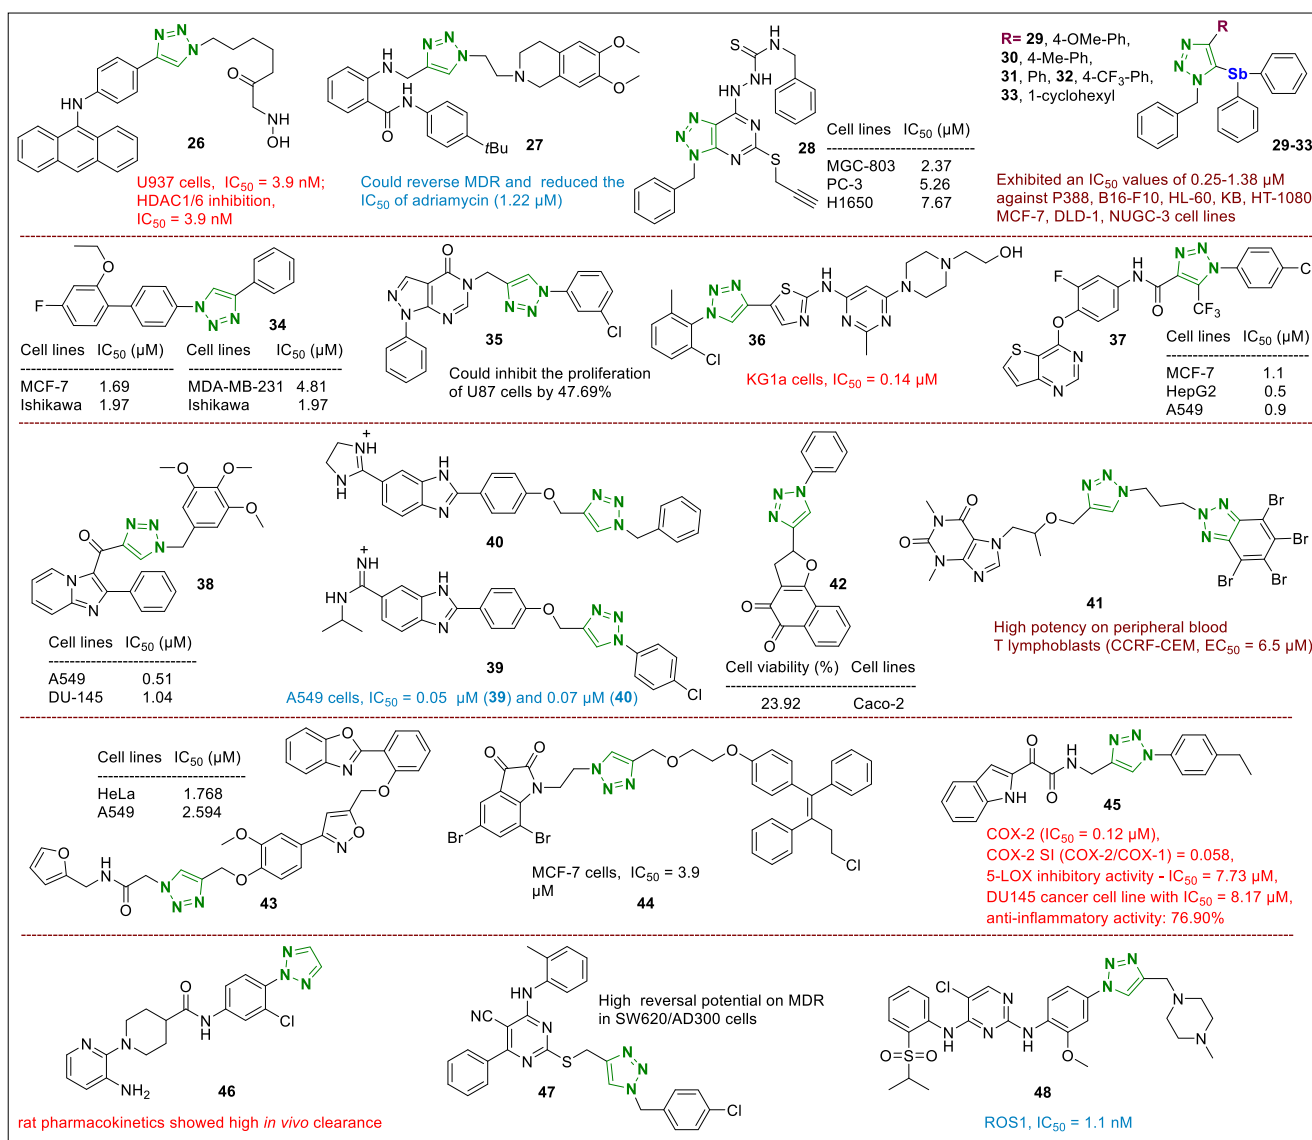 26
U937 cells, IC50 = 3.9 nM;
HDAC1/6 inhibition,
IC50 = 3.9 nM
27
Could reverse MDR and reduced the
IC50 of adriamycin (1.22 µM)
28
Cell lines IC50 (µM)
MGC-803 2.37
PC-3 5.26
H1650 7.67
R= 29, 4-OMe-Ph,
30, 4-Me-Ph,
31, Ph, 32, 4-CF3-Ph,
33, 1-cyclohexyl
29-33
Exhibited an IC50 values of 0.25-1.38 µM
against P388, B16-F10, HL-60, KB, HT-1080
MCF-7, DLD-1, NUGC-3 cell lines
34
Cell lines IC50 (µM) Cell lines IC50 (µM)
MCF-7 1.69 MDA-MB-231 4.81
Ishikawa 1.97 Ishikawa 1.97
35
Could inhibit the proliferation
of U87 cells by 47.69%
36
KG1a cells, IC50 = 0.14 µM
37
Cell lines IC50 (µM)
MCF-7 1.1
HepG2 0.5
A549 0.9
38
Cell lines IC50 (µM)
A549 0.51
DU-145 1.04
40
39
A549 cells, IC50 = 0.05 µM (39) and 0.07 µM (40)
42
Cell viability (%) Cell lines
23.92 Caco-2
41
High potency on peripheral blood
T lymphoblasts (CCRF-CEM, EC50 = 6.5 µM)
Cell lines IC50 (µM)
HeLa 1.768
A549 2.594
43
MCF-7 cells, IC50 = 3.9
µM
44
45
COX-2 (IC50 = 0.12 µM),
COX-2 SI (COX-2/COX-1) = 0.058,
5-LOX inhibitory activity - IC50 = 7.73 µM,
DU145 cancer cell line with IC50 = 8.17 µM,
anti-inflammatory activity: 76.90%
46
rat pharmacokinetics showed high in vivo clearance
High reversal potential on MDR
in SW620/AD300 cells
47
48
ROS1, IC50 = 1.1 nM